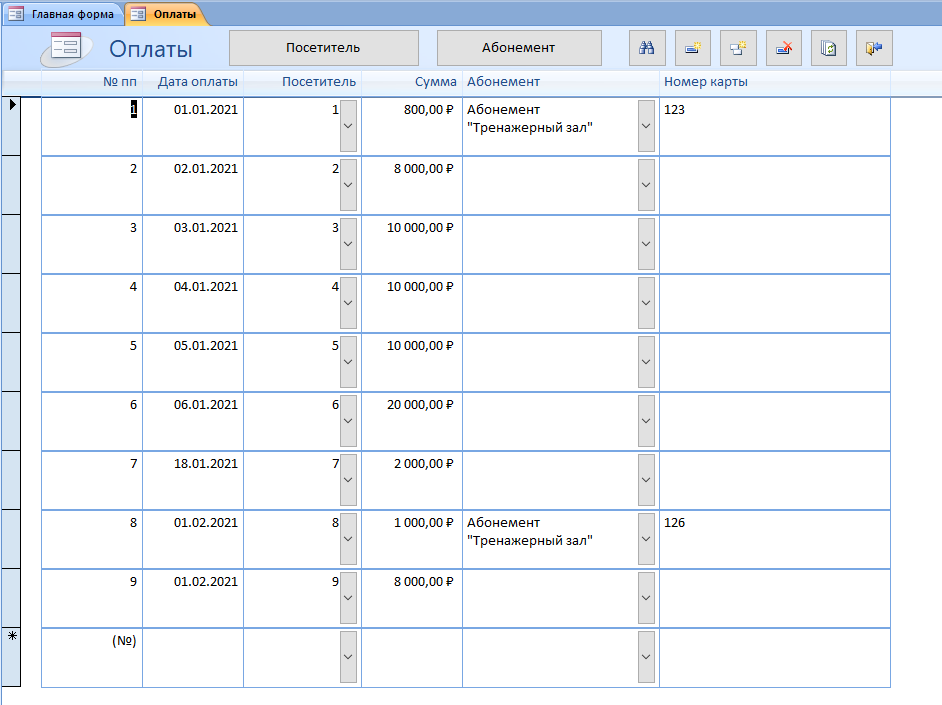 Главная форма Оплаты
Оплаты Посетитель Абонемент
№ пп Дата оплаты Посетитель Сумма Абонемент Номер карты
1 01.01.2021 1 800,00 ₽ Абонемент 123
"Тренажерный зал"
2 02.01.2021 2 8 000,00 ₽
3 03.01.2021 3 10 000,00 ₽
4 04.01.2021 4 10 000,00 ₽
5 05.01.2021 5 10 000,00 ₽
6 06.01.2021 6 20 000,00 ₽
7 18.01.2021 7 2 000,00 ₽
8 01.02.2021 8 1 000,00 ₽ Абонемент 126
"Тренажерный зал"
9 01.02.2021 9 8 000,00 ₽
(№)